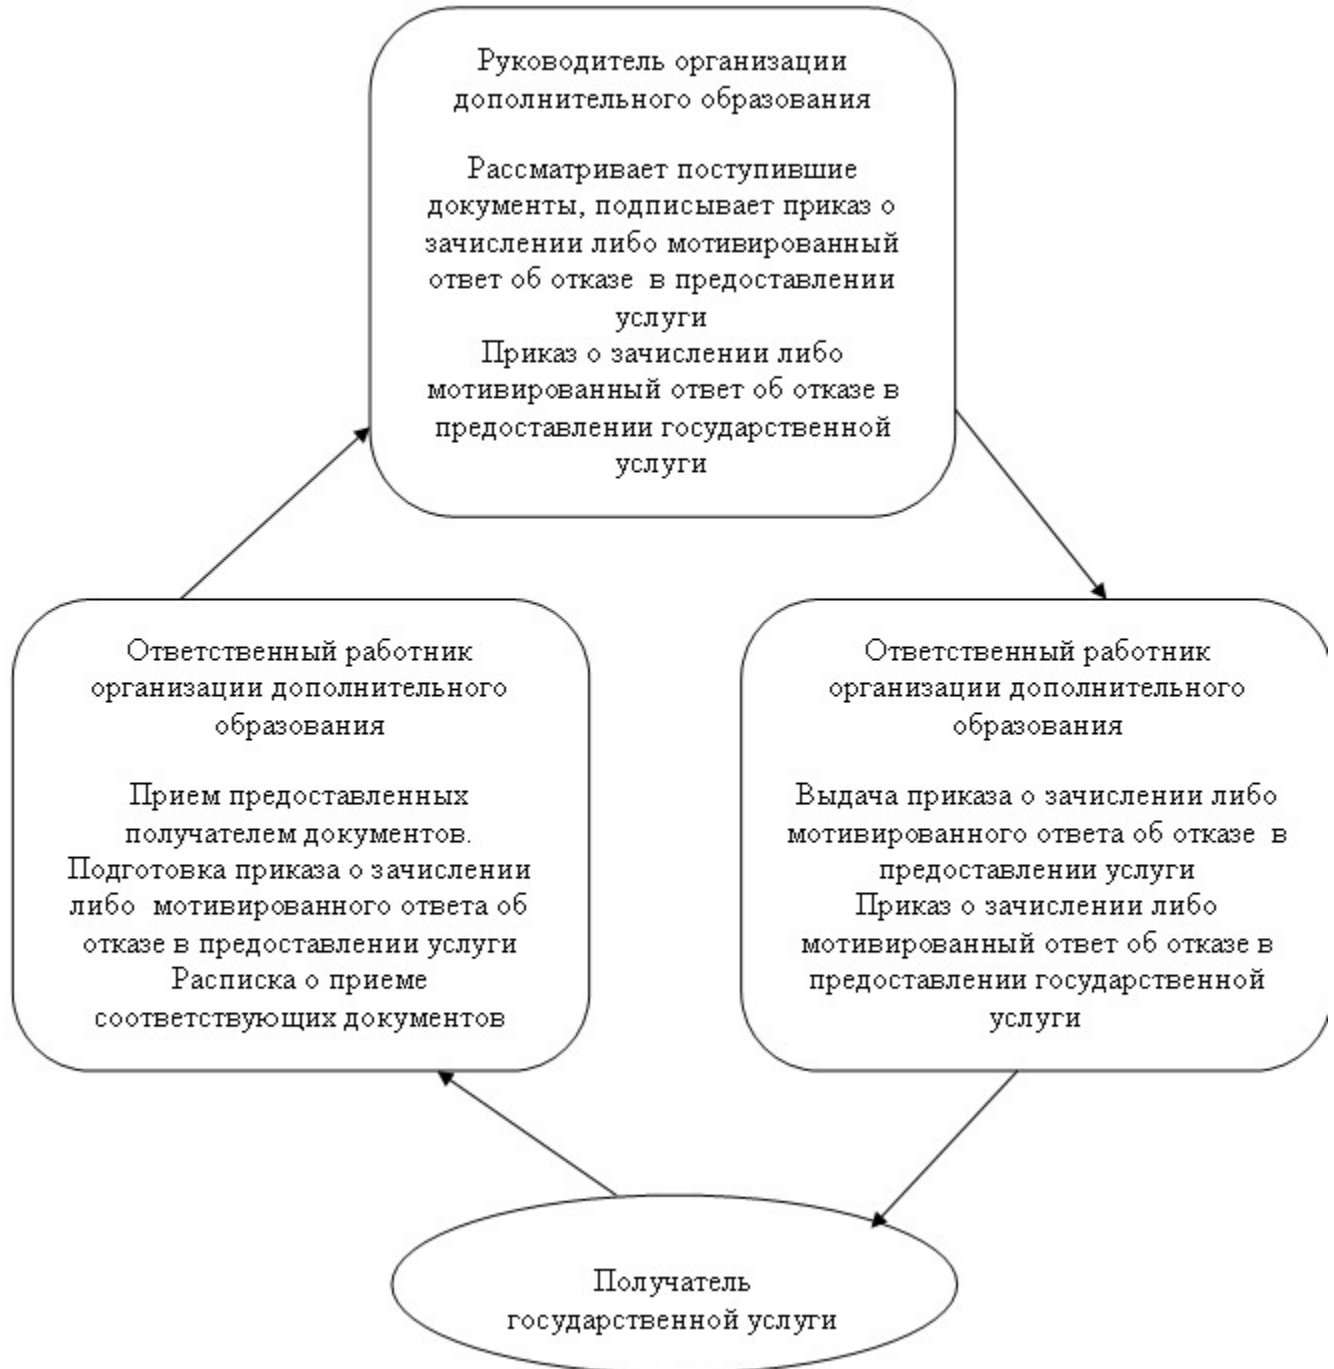 Руководитель организации
дополнительного образования
Рассматривает поступившие
документы, подписывает приказ о
зачислении либо мотивированный
ответ об отказе  в предоставлении
услуги
Приказ о зачислении либо
мотивированный ответ об отказе в
предоставлении государственной
услуги
Ответственный работник
организации дополнительного
образования
Прием предоставленных
получателем документов.
Подготовка приказа о зачислении
либо  мотивированного ответа об
отказе в предоставлении услуги
Расписка о приеме
соответствующих документов
Ответственный работник
организации дополнительного
образования
Выдача приказа о зачислении либо
мотивированного ответа об отказе  в
предоставлении услуги
Приказ о зачислении либо
мотивированный ответ об отказе в
предоставлении государственной
услуги
Получатель
государственной услуги